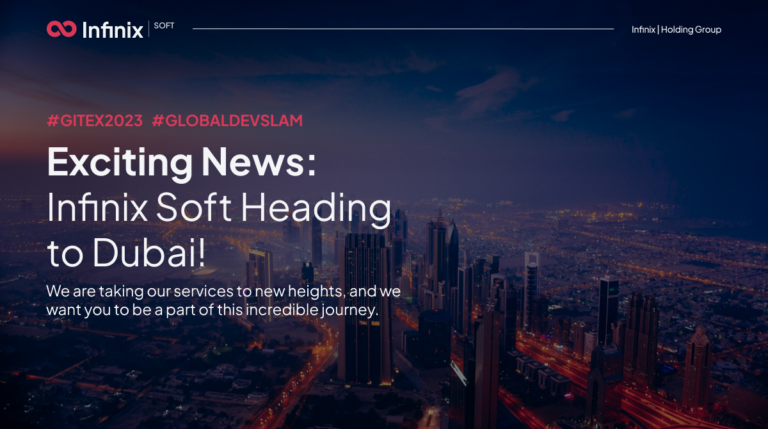 Infinix SOFT
Infinix | Holding Group
#GITEX2023 #GLOBALDEVSLAM
Exciting News:
Infinix Soft Heading
to Dubai!
We are taking our services to new heights, and we
want you to be a part of this incredible journey.